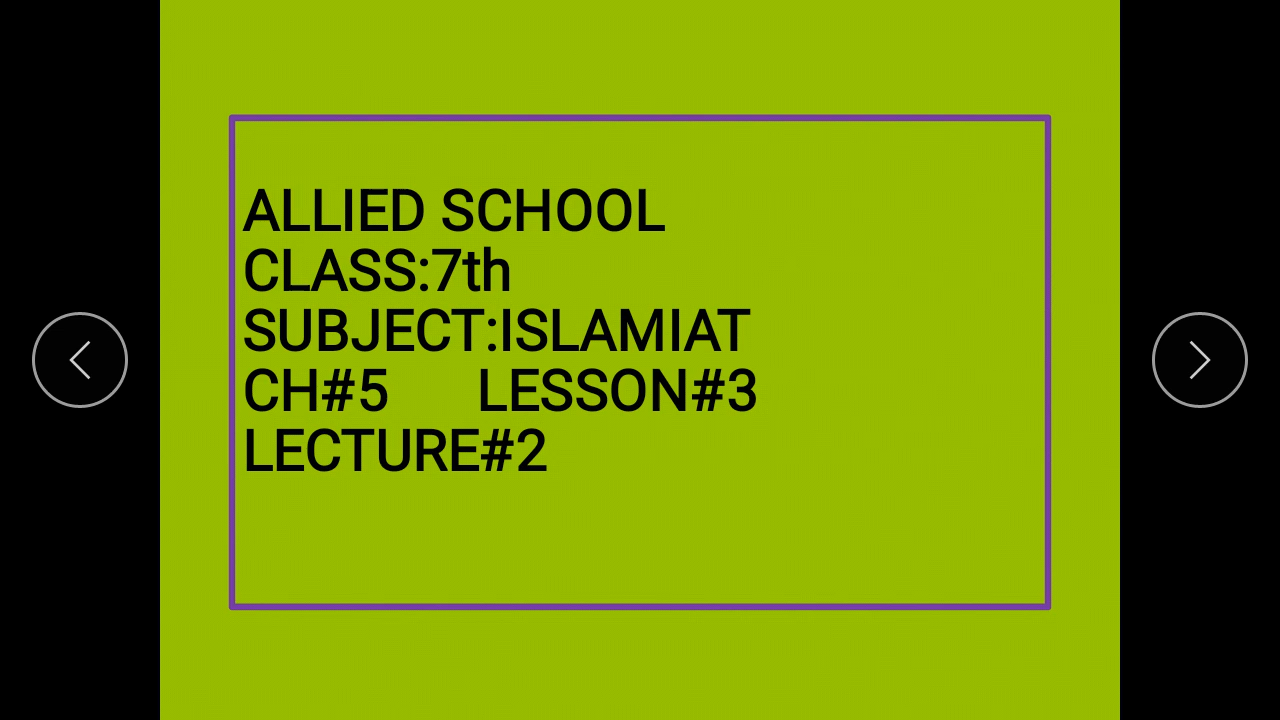 ALLIED SCHOOL
CLASS:7th
SUBJECT:ISLAMIAT
CH#5 LESSON#3
LECTURE#2